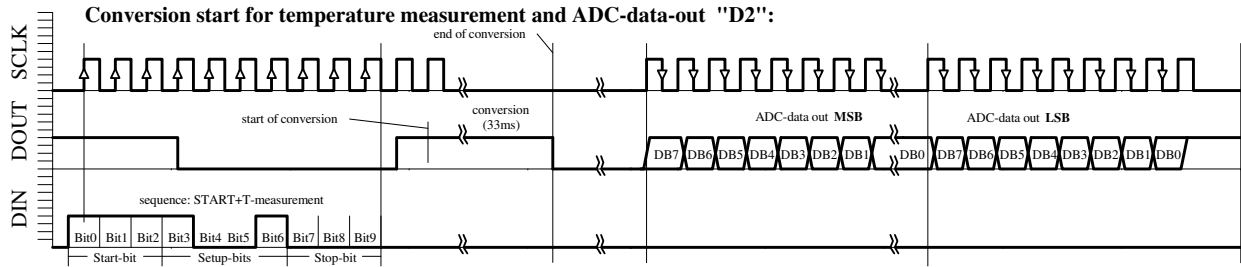 Conversion start for temperature measurement and ADC-data-out "D2":
end of conversion
SCLK
start of conversion
conversion
(33ms)
ADC-data out MSB
ADC-data out LSB
DOUT
DB7 DB6 DB5 DB4 DB3 DB2 DB1 DB0 DB7 DB6 DB5 DB4 DB3 DB2 DB1 DB0
sequence: START+T-measurement
DIN
Bit0 Bit1 Bit2 Bit3 Bit4 Bit5 Bit6 Bit7 Bit8 Bit9
Start-bit Setup-bits Stop-bit